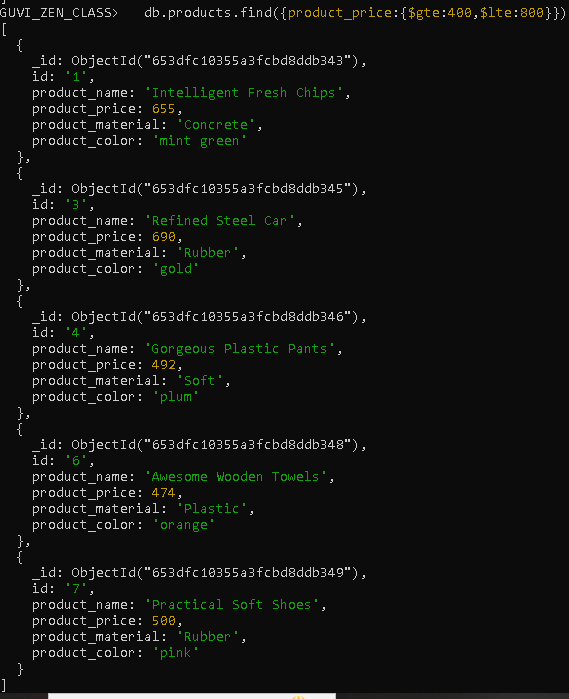 GUVI_ZEN_CLASS>   db.products.find({product_price:{$gte:400,$lte:800}})
[
  {
    _id: ObjectId("653dfc10355a3fcbd8ddb343"),
    id: '1',
    product_name: 'Intelligent Fresh Chips',
    product_price: 655,
    product_material: 'Concrete',
    product_color: 'mint green'
  },
  {
    _id: ObjectId("653dfc10355a3fcbd8ddb345"),
    id: '3',
    product_name: 'Refined Steel Car',
    product_price: 690,
    product_material: 'Rubber',
    product_color: 'gold'
  },
  {
    _id: ObjectId("653dfc10355a3fcbd8ddb346"),
    id: '4',
    product_name: 'Gorgeous Plastic Pants',
    product_price: 492,
    product_material: 'Soft',
    product_color: 'plum'
  },
  {
    _id: ObjectId("653dfc10355a3fcbd8ddb348"),
    id: '6',
    product_name: 'Awesome Wooden Towels',
    product_price: 474,
    product_material: 'Plastic',
    product_color: 'orange'
  },
  {
    _id: ObjectId("653dfc10355a3fcbd8ddb349"),
    id: '7',
    product_name: 'Practical Soft Shoes',
    product_price: 500,
    product_material: 'Rubber',
    product_color: 'pink'
  }
]